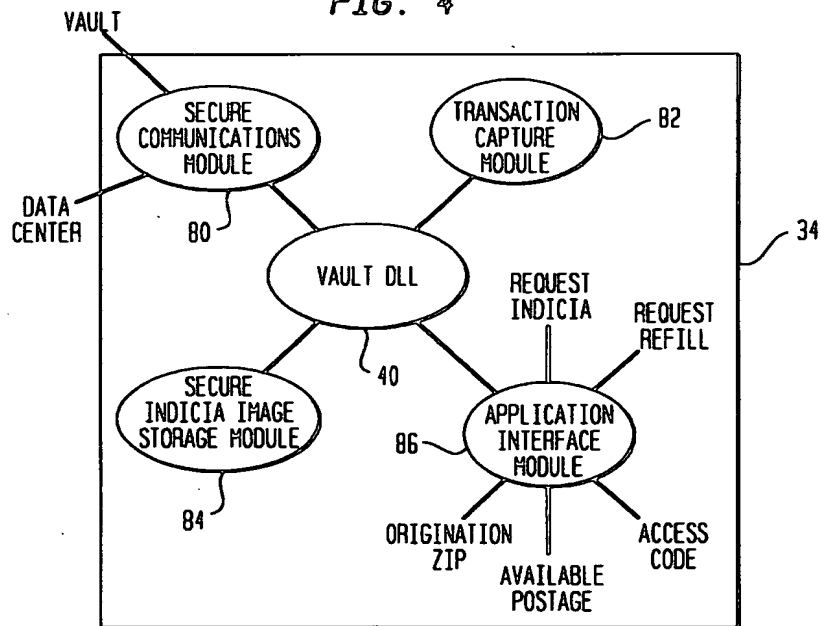 FIG. 4
VAULT
SECURE
COMMUNICATIONS
MODULE
TRANSACTION
CAPTURE
MODULE
82
DATA
CENTER
80
34
VAULT DLL
REQUEST
INDICIA
REQUEST
REFILL
40
SECURE
INDICIA IMAGE
STORAGE MODULE
86
APPLICATION
INTERFACE
MODULE
84
ORIGINATION
ZIP
AVAILABLE
POSTAGE
ACCESS
CODE